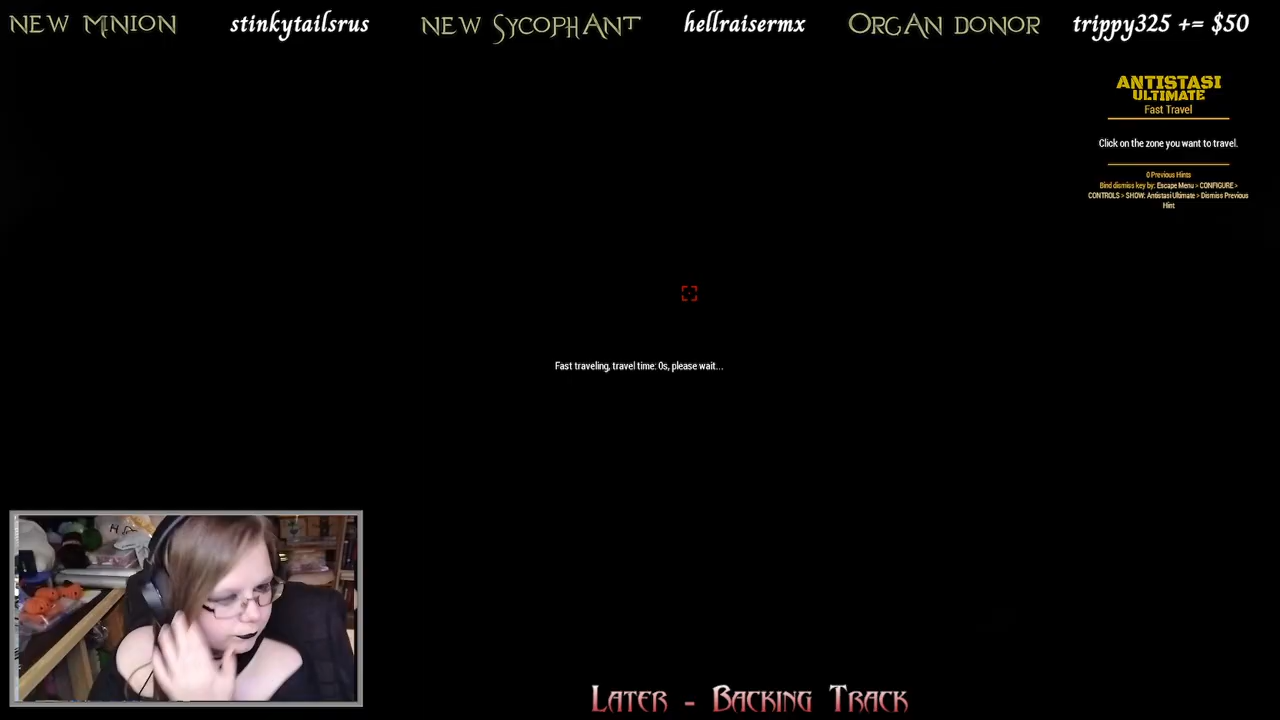 NEW MINION stinkytailsrus NEW SYCOPHANT hellraisermx ORGAN DONOR trippy325 += $50
ANTISTASI
ULTIMATE
Fast Travel
Click on the zone you want to travel.
0 Previous Hints
Bind dismiss key by: Escape Menu > CONFIGURE >
CONTROLS > SHOW: Antistasi Ultimate > Dismiss Previous
Hint
Fast traveling, travel time: 0s, please wait...
LATER - BACKING TRACK